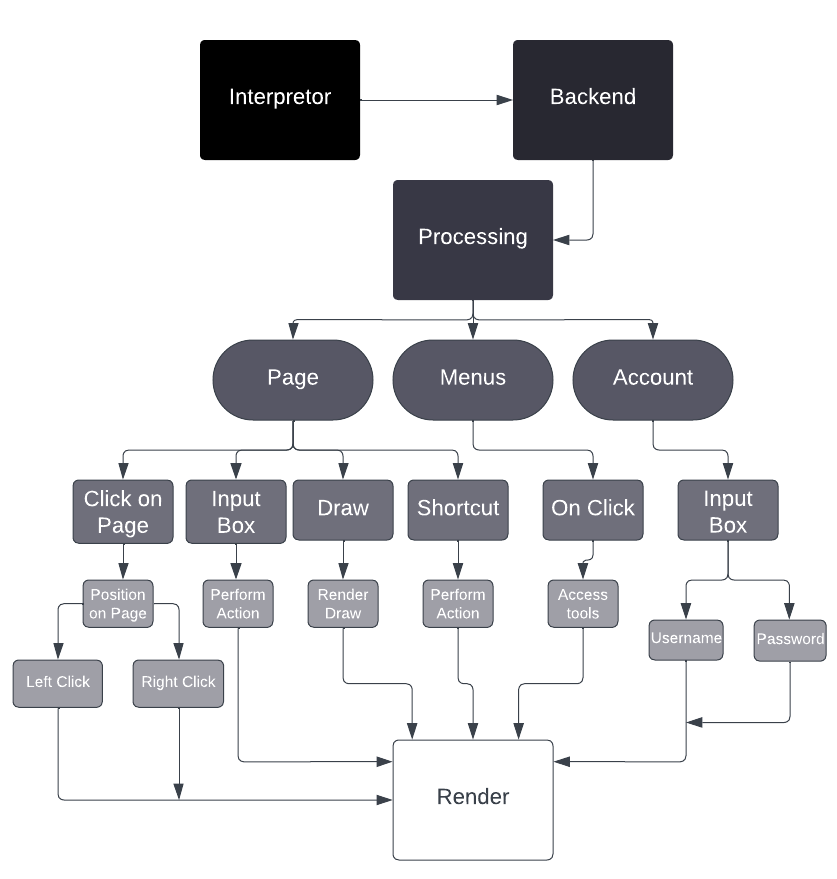 Interpretor
Backend
Processing
Page
Menus
Account
Click on
Page
Input
Box
Draw
Shortcut
On Click
Input
Box
Position
on Page
Perform
Action
Render
Draw
Perform
Action
Access
tools
Username
Password
Left Click
Right Click
Render